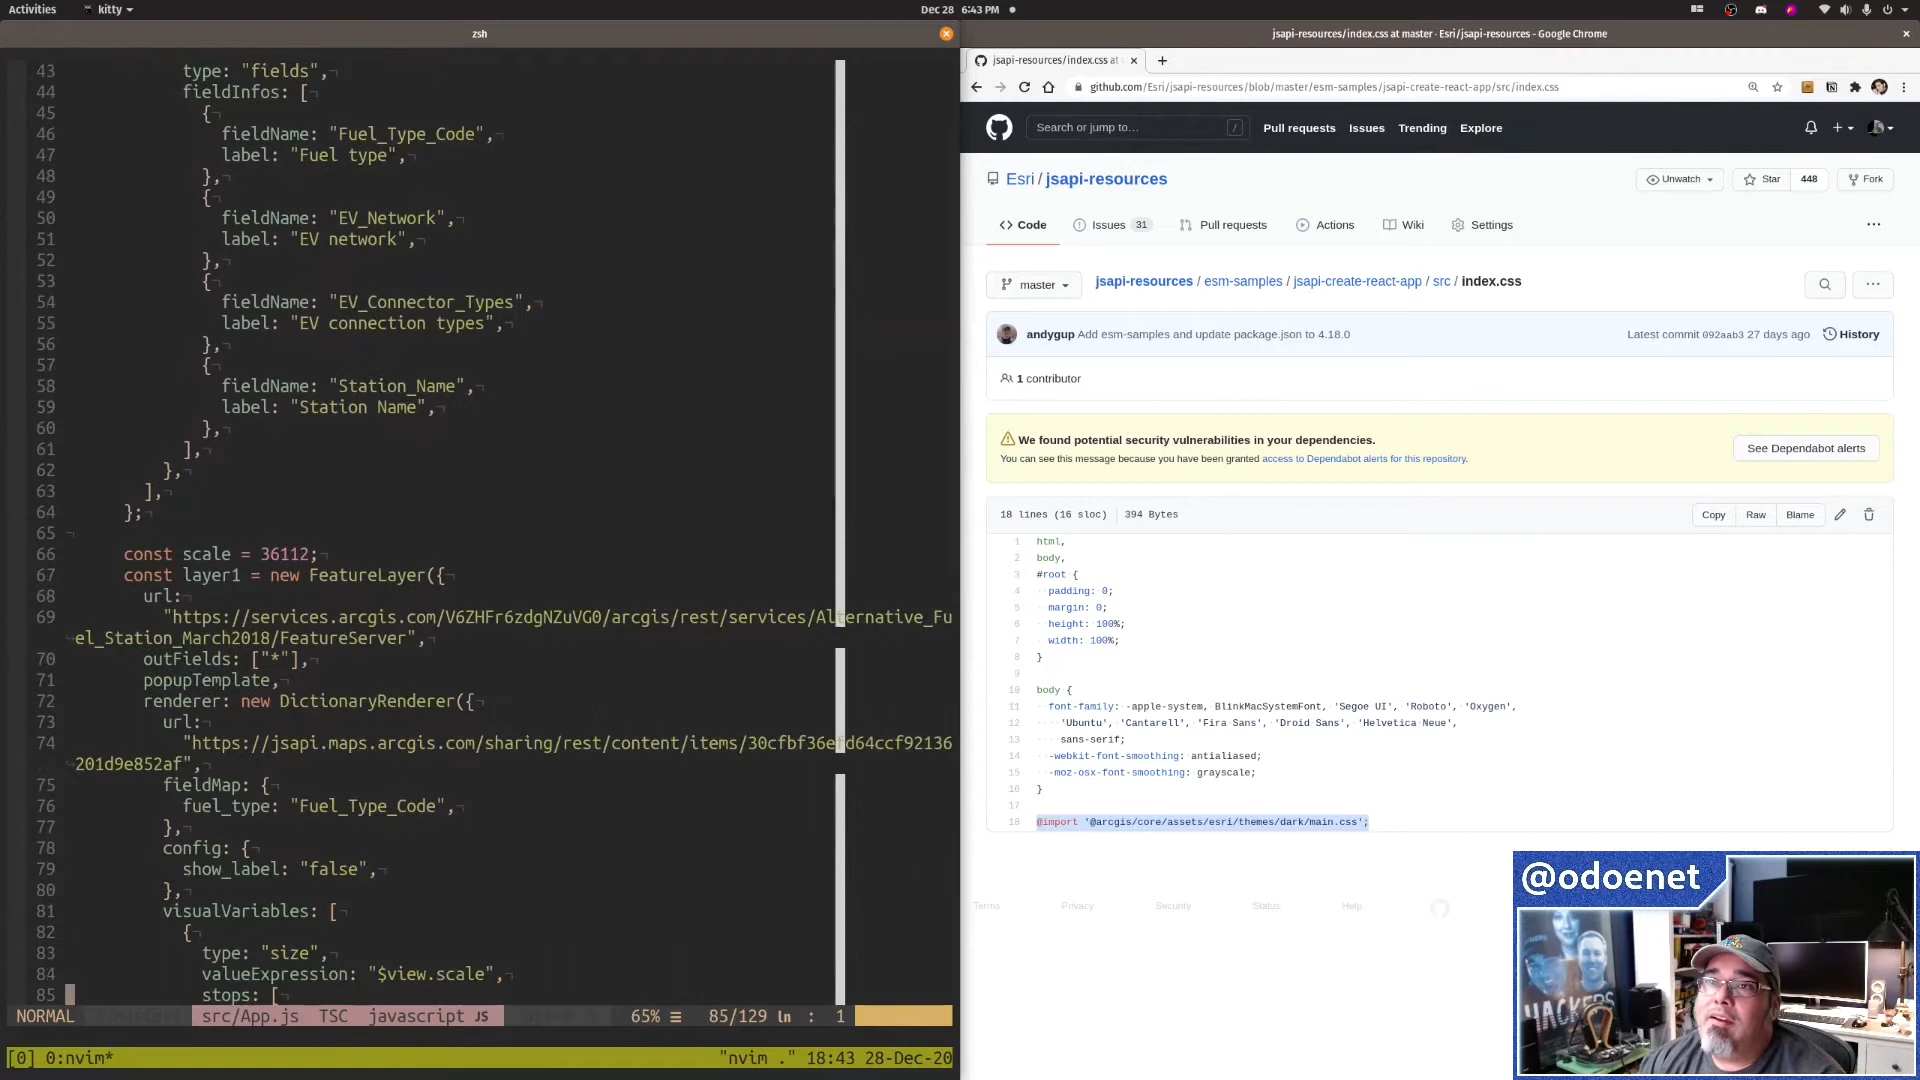 Activities
kitty
Dec 28 6:43 PM
zsh
43 type: "fields",¬
44 fieldInfos: [¬
45 {¬
46 fieldName: "Fuel_Type_Code",¬
47 label: "Fuel type",¬
48 },¬
49 {¬
50 fieldName: "EV_Network",¬
51 label: "EV network",¬
52 },¬
53 {¬
54 fieldName: "EV_Connector_Types",¬
55 label: "EV connection types",¬
56 },¬
57 {¬
58 fieldName: "Station_Name",¬
59 label: "Station Name",¬
60 },¬
61 ],¬
62 },¬
63 ],¬
64 };¬
65 ¬
66 const scale = 36112;¬
67 const layer1 = new FeatureLayer({¬
68 url:¬
69 "https://services.arcgis.com/V6ZHFr6zdgNZuVG0/arcgis/rest/services/Alternative_Fu
el_Station_March2018/FeatureServer",¬
70 outFields: ["*"],¬
71 popupTemplate,¬
72 renderer: new DictionaryRenderer({¬
73 url:¬
74 "https://jsapi.maps.arcgis.com/sharing/rest/content/items/30cfbf36efd64ccf92136
201d9e852af",¬
75 fieldMap: {¬
76 fuel_type: "Fuel_Type_Code",¬
77 },¬
78 config: {¬
79 show_label: "false",¬
80 },¬
81 visualVariables: [¬
82 {¬
83 type: "size",¬
84 valueExpression: "$view.scale",¬
85 stops: [¬
NORMAL src/App.js TSC javascript JS 65% ≡ 85/129 ln : 1
[0] 0:nvim* "nvim ." 18:43 28-Dec-20
jsapi-resources/index.css at master · Esri/jsapi-resources - Google Chrome
jsapi-resources/index.css at
github.com/Esri/jsapi-resources/blob/master/esm-samples/jsapi-create-react-app/src/index.css
Search or jump to…
/
Pull requests
Issues
Trending
Explore
Esri / jsapi-resources
Unwatch
Star 448
Fork
Code
Issues 31
Pull requests
Actions
Wiki
Settings
master
jsapi-resources / esm-samples / jsapi-create-react-app / src / index.css
andygup Add esm-samples and update package.json to 4.18.0
Latest commit 092aab3 27 days ago
History
1 contributor
We found potential security vulnerabilities in your dependencies.
You can see this message because you have been granted access to Dependabot alerts for this repository.
See Dependabot alerts
18 lines (16 sloc) 394 Bytes
Copy
Raw
Blame
1 html,
2 body,
3 #root {
4 padding: 0;
5 margin: 0;
6 height: 100%;
7 width: 100%;
8 }
9
10 body {
11 font-family: -apple-system, BlinkMacSystemFont, 'Segoe UI', 'Roboto', 'Oxygen',
12 'Ubuntu', 'Cantarell', 'Fira Sans', 'Droid Sans', 'Helvetica Neue',
13 sans-serif;
14 -webkit-font-smoothing: antialiased;
15 -moz-osx-font-smoothing: grayscale;
16 }
17
18 @import '@arcgis/core/assets/esri/themes/dark/main.css';
Terms
Privacy
Security
Status
Help
@odoenet
HACKERS